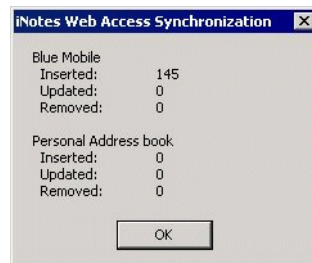 iNotes Web Access Synchronization
Blue Mobile
Inserted: 145
Updated: 0
Removed: 0
Personal Address book
Inserted: 0
Updated: 0
Removed: 0
OK